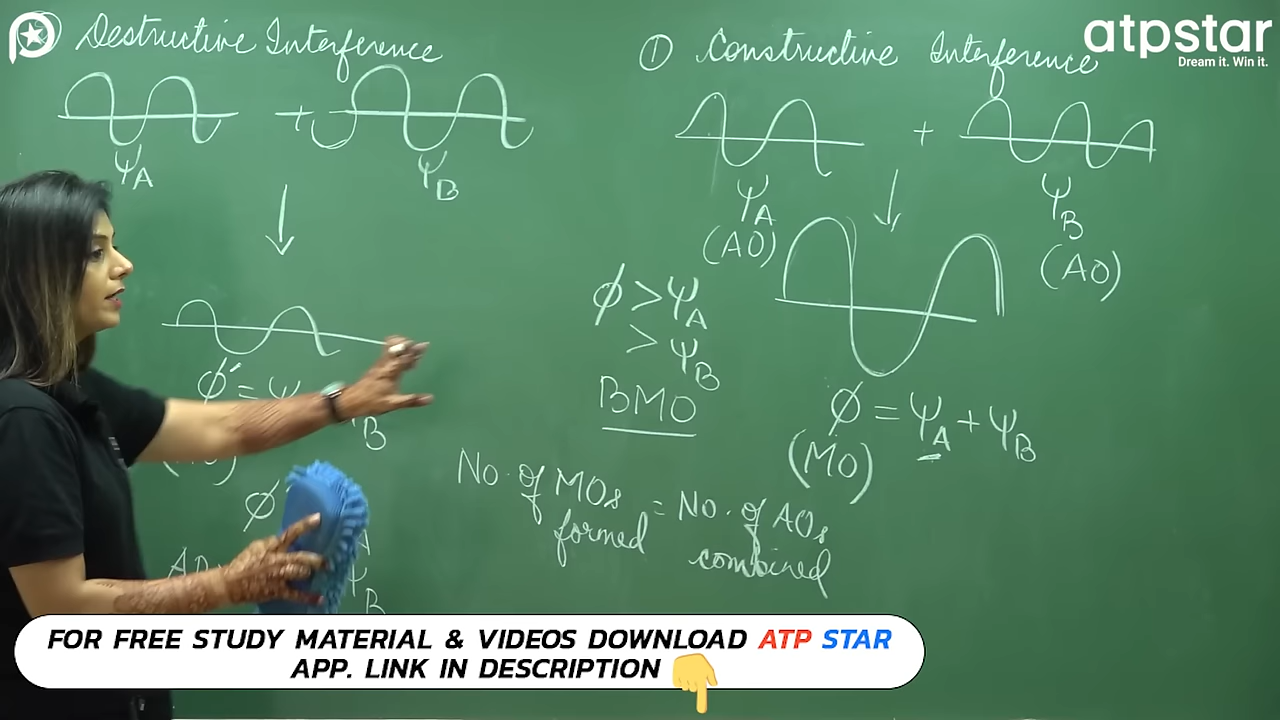 ② Destructive Interference
+
ψA
ψB
ϕ' = ψ
B
ϕ
A
ψ
B
① Constructive Interference
+
ψA
(AO)
ψB
(AO)
ϕ > ψA
> ψB
BMO
ϕ = ψA + ψB
(MO)
No. of MOs formed = No. of AOs combined
atpstar
Dream it. Win it.
FOR FREE STUDY MATERIAL & VIDEOS DOWNLOAD ATP STAR
APP. LINK IN DESCRIPTION